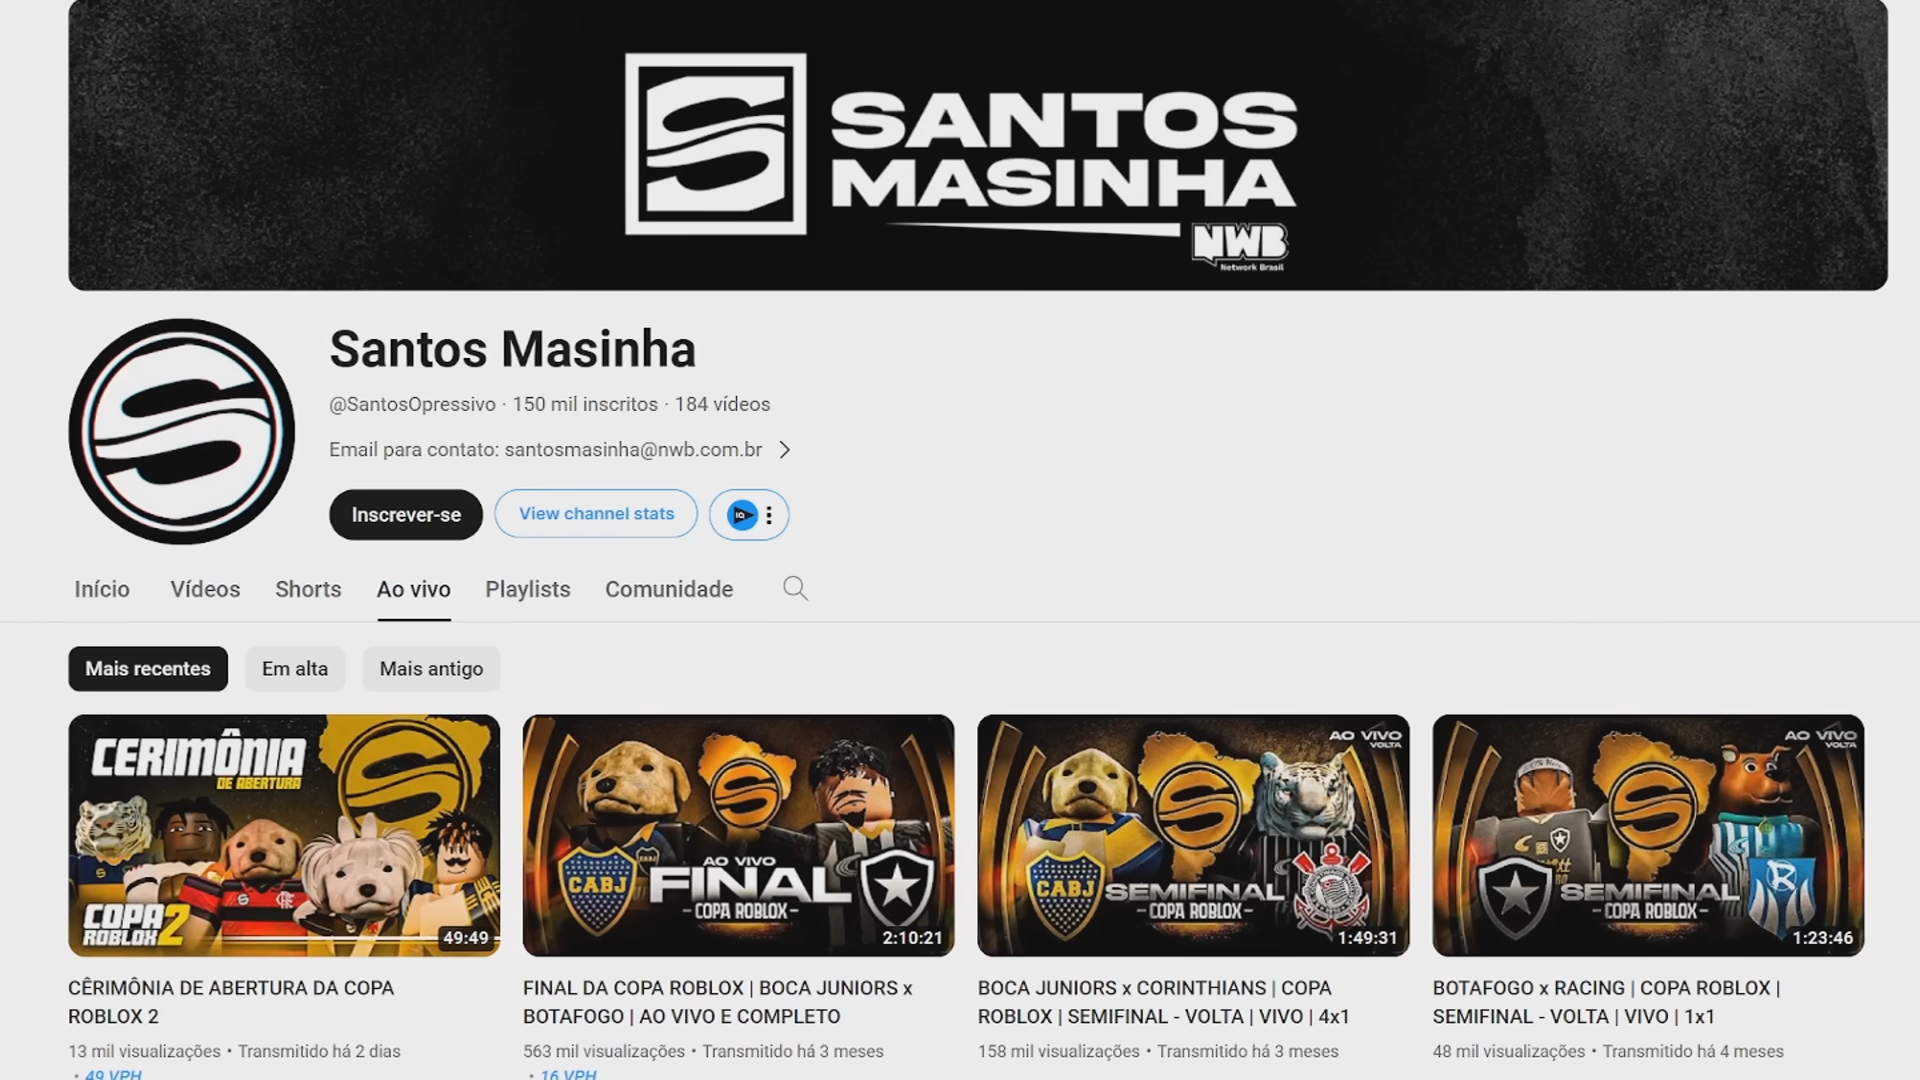 SANTOS
MASINHA
NWB
Network Brasil
Santos Masinha
@SantosOpressivo · 150 mil inscritos · 184 vídeos
Email para contato: santosmasinha@nwb.com.br
Inscrever-se
View channel stats
Início
Vídeos
Shorts
Ao vivo
Playlists
Comunidade
Mais recentes
Em alta
Mais antigo
CERIMÔNIA
DE ABERTURA
COPA
ROBLOX 2
49:49
CÊRIMÔNIA DE ABERTURA DA COPA
ROBLOX 2
13 mil visualizações • Transmitido há 2 dias
• 49 VPH
CABJ
AO VIVO
FINAL
- COPA ROBLOX -
2:10:21
FINAL DA COPA ROBLOX | BOCA JUNIORS x
BOTAFOGO | AO VIVO E COMPLETO
563 mil visualizações • Transmitido há 3 meses
• 16 VPH
AO VIVO
VOLTA
CABJ
SEMIFINAL
- COPA ROBLOX -
1:49:31
BOCA JUNIORS x CORINTHIANS | COPA
ROBLOX | SEMIFINAL - VOLTA | VIVO | 4x1
158 mil visualizações • Transmitido há 3 meses
AO VIVO
VOLTA
SEMIFINAL
- COPA ROBLOX -
1:23:46
BOTAFOGO x RACING | COPA ROBLOX |
SEMIFINAL - VOLTA | VIVO | 1x1
48 mil visualizações • Transmitido há 4 meses